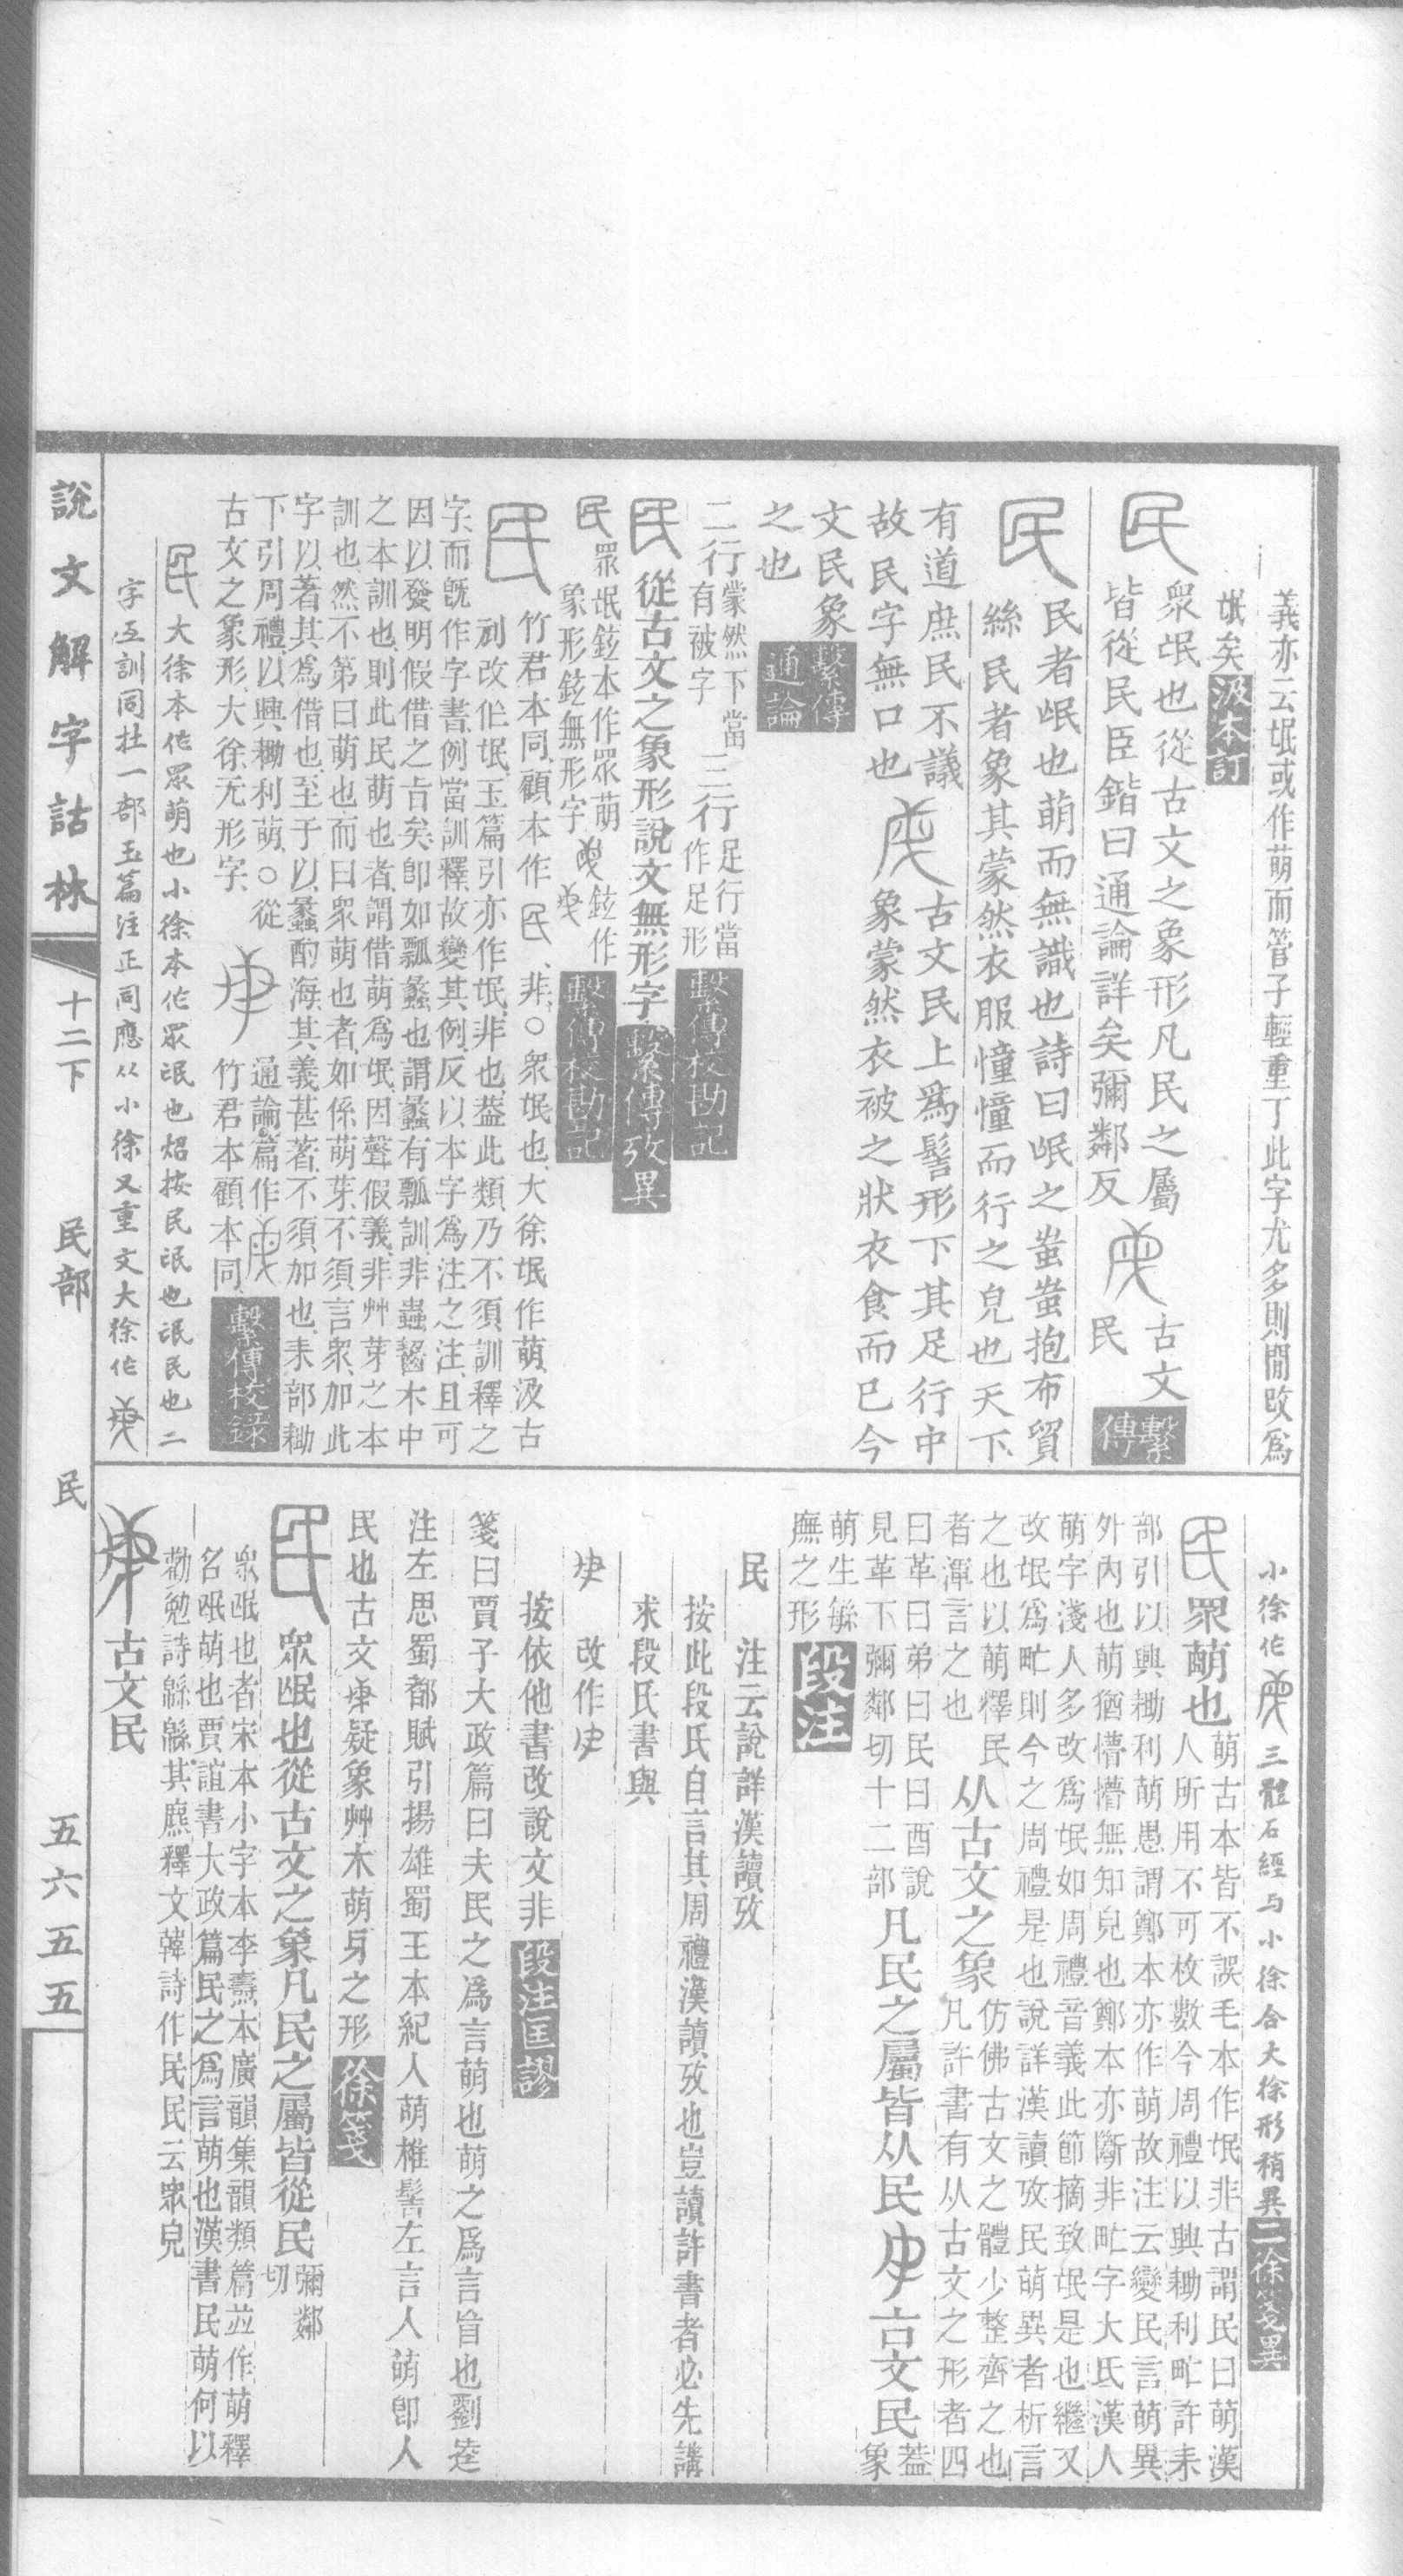 義亦云氓或作萌而管子輕重丁此字尤多則閒改爲
氓矣汲本訂
衆氓也從古文之象形凡民之屬
皆從民臣鍇曰通論詳矣彌鄰反
古文
民
繫傳
民者氓也萌而無識也詩曰氓之蚩蚩抱布貿
絲民者象其蒙然衣服憧憧而行之皃也天下
有道庶民不議古文民上爲髻形下其足行中
故民字無口也象蒙然衣被之狀衣食而已今
文民象繫傳
之也通論
二行蒙然下當有被字三行足行當作足形繫傳校勘記
民從古文之象形說文無形字繫傳攷異
民眾氓鉉本作眾萌鉉作
象形鉉無形字繫傳校勘記
民竹君本同顧本作民非○衆氓也大徐氓作萌汲古
刓改作氓玉篇引亦作氓非也葢此類乃不須訓釋之
字而旣作字書例當訓釋故變其例反以本字爲注之注且可
因以發明假借之旨矣卽如瓢蠡也謂蠡有瓢訓非蟲齧木中
之本訓也則此民萌也者謂借萌爲氓因聲假義非艸芽之本
訓也然不第曰萌也而曰衆萌也者如係萌芽不須言衆加此
字以著其爲借也至于以蠡酌海其義甚著不須加也耒部耡
下引周禮以興耡利萌○從通論篇作
古文之象形大徐无形字竹君本顧本同繫傳校錄
民大徐本作眾萌也小徐本作眾氓也炤按民氓也氓民也二
字互訓同在一部玉篇注正同應从小徐又重文大徐作
小徐作三體石經与小徐合大徐形稍異二徐箋異
民眾萌也萌古本皆不誤毛本作氓非古謂民曰萌漢
人所用不可枚數今周禮以興耡利甿許耒
部引以興耡利萌愚謂鄭本亦作萌故注云變民言萌異
外內也萌猶懵懵無知皃也鄭本亦斷非甿字大氐漢人
萌字淺人多改爲氓如周禮音義此節摘致氓是也繼又
改氓爲甿則今之周禮是也說詳漢讀攷民萌異者析言
之也以萌釋民从古文之象仿佛古文之體少整齊之也
者渾言之也凡許書有从古文之形者四
曰革曰弟曰民曰酉說凡民之屬皆从民古文民葢
見革下彌鄰切十二部象
萌生繇
撫之形段注
民 注云說詳漢讀攷
按此段氏自言其周禮漢讀攷也豈讀許書者必先講
求段氏書與
改作
按依他書改說文非段注匡謬
箋曰賈子大政篇曰夫民之爲言萌也萌之爲言盲也劉逵
注左思蜀都賦引揚雄蜀王本紀人萌椎髻左言人萌卽人
民也古文疑象艸木萌身之形徐箋
民眾氓也從古文之象凡民之屬皆從民彌鄰切
衆氓也者宋本小字本李燾本廣韻集韻類篇竝作萌釋
名氓萌也賈誼書大政篇民之爲言萌也漢書民萌何以
勸勉詩緜緜其麃釋文韓詩作民民云衆皃
古文民
說文解字詁林
十二下
民部
民
五六五五